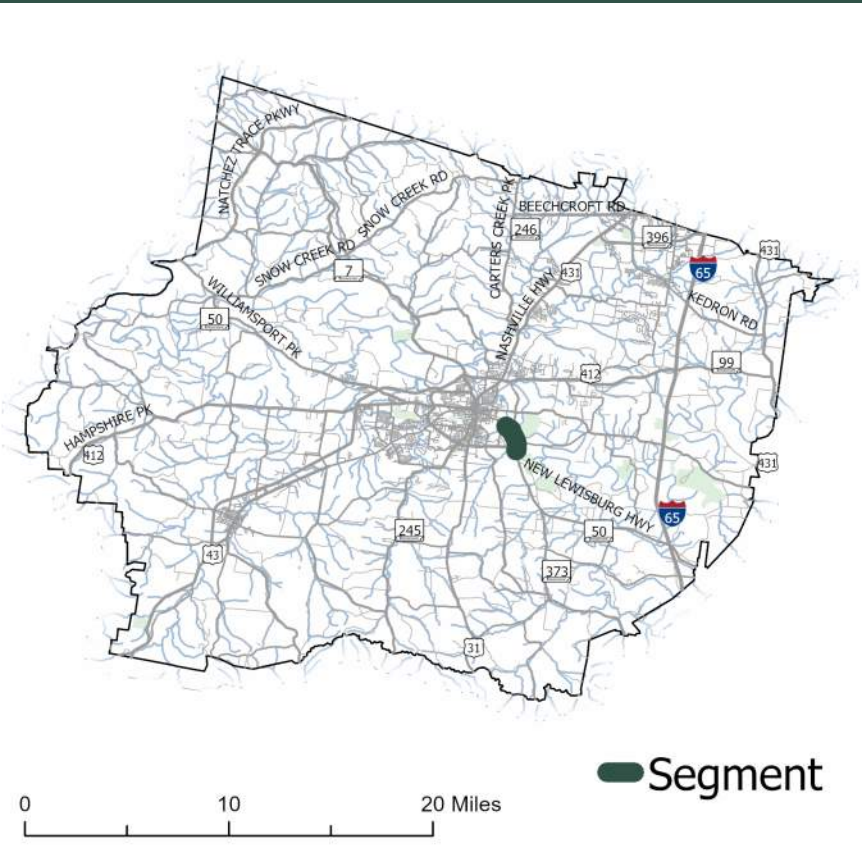 NATCHEZ TRACE PKWY
SNOW CREEK RD
CARTERS CREEK PK
BEECHCROFT RD
246
396
431
65
431
SNOW CREEK RD
7
NASHVILLE HWY
KEDRON RD
WILLIAMSPORT PK
50
99
412
HAMPSHIRE PK
412
431
NEW LEWISBURG HWY
65
245
50
43
373
31
Segment
0 10 20 Miles